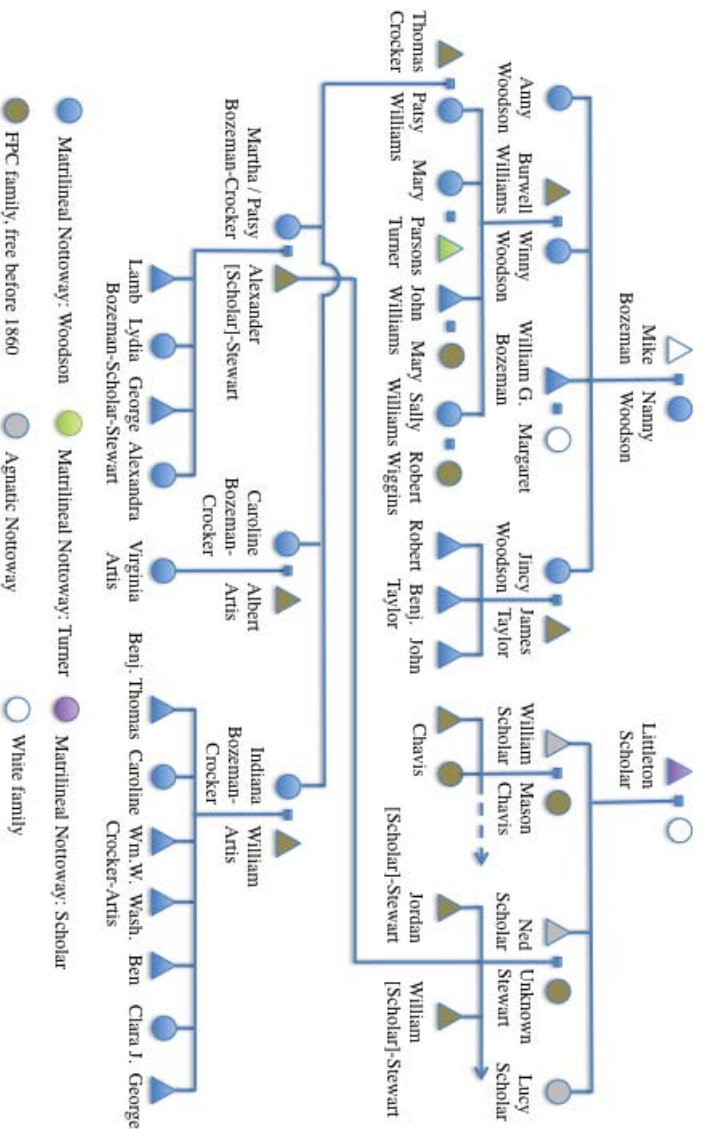 Mike
Bozeman
Nanny
Woodson
Littleton
Scholar
Anny
Woodson
Burwell
Williams
Winny
Woodson
William G.
Bozeman
Margaret
Jincy
Woodson
James
Taylor
William
Scholar
Mason
Chavis
Ned
Scholar
Unknown
Stewart
Lucy
Scholar
Thomas
Crocker
Patsy
Williams
Mary
Parsons
Turner
John
Williams
Mary
Sally
Williams
Robert
Wiggins
Robert
Benj.
Taylor
John
Chavis
Jordan
[Scholar]-Stewart
William
[Scholar]-Stewart
Martha / Patsy
Bozeman-Crocker
Alexander
[Scholar]-Stewart
Caroline
Bozeman-
Crocker
Albert
Artis
Indiana
Bozeman-
Crocker
William
Artis
Lamb Lydia George Alexandra
Bozeman-Scholar-Stewart
Virginia
Artis
Benj. Thomas Caroline Wm.W. Wash. Ben Clara J. George
Crocker-Artis
Matrilineal Nottoway: Woodson
Matrilineal Nottoway: Turner
Matrilineal Nottoway: Scholar
FPC family, free before 1860
Agnatic Nottoway
White family